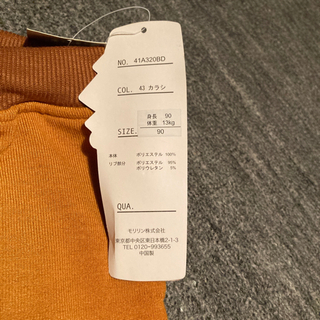 NO. 41A320BD
COL. 43 カラシ
身長 90
体重 13kg
SIZE. 90
本体 ポリエステル 100%
リブ部分 ポリエステル 95%
ポリウレタン 5%
QUA.
モリリン株式会社
東京都中央区東日本橋2-1-3
TEL 0120-993655
中国製